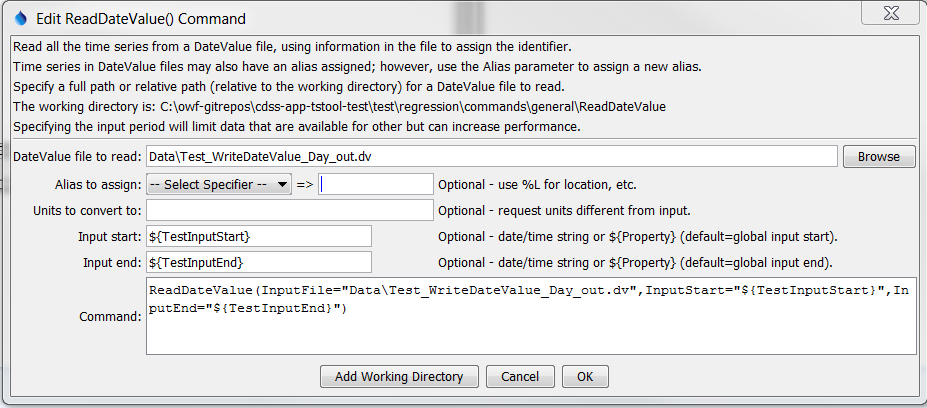 Edit ReadDateValue() Command
Read all the time series from a DateValue file, using information in the file to assign the identifier.
Time series in DateValue files may also have an alias assigned; however, use the Alias parameter to assign a new alias.
Specify a full path or relative path (relative to the working directory) for a DateValue file to read.
The working directory is: C:\owf-gitrepos\cdss-app-tstool-test\test\regression\commands\general\ReadDateValue
Specifying the input period will limit data that are available for other but can increase performance.
DateValue file to read: Data\Test_WriteDateValue_Day_out.dv Browse
Alias to assign: -- Select Specifier -- => Optional - use %L for location, etc.
Units to convert to: Optional - request units different from input.
Input start: ${TestInputStart} Optional - date/time string or ${Property} (default=global input start).
Input end: ${TestInputEnd} Optional - date/time string or ${Property} (default=global input end).
Command: ReadDateValue(InputFile="Data\Test_WriteDateValue_Day_out.dv",InputStart="${TestInputStart}",In
putEnd="${TestInputEnd}")
Add Working Directory Cancel OK